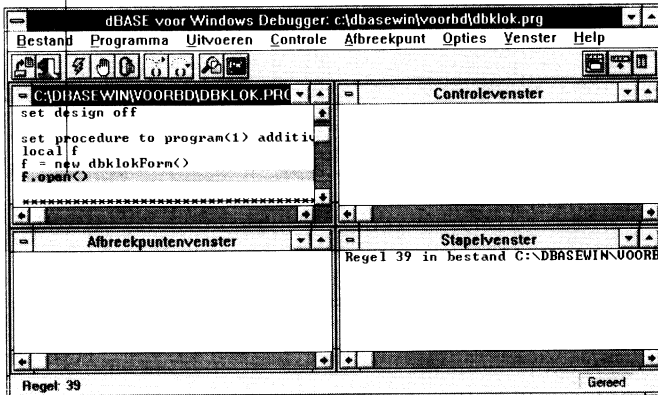 dBASE voor Windows Debugger: c:\dbasewin\voorbd\dbklok.prg
Bestand Programma Uitvoeren Controle Afbreekpunt Opties Venster Help
C:\DBASEWIN\VOORBD\DBKLOK.PRG
set design off
set procedure to program(1) additiv
local f
f = new dbklokForm()
f.open()
****************************************
Controlevenster
Afbreekpuntenvenster
Stapelvenster
Regel 39 in bestand C:\DBASEWIN\VOORB
Regel: 39
Gereed